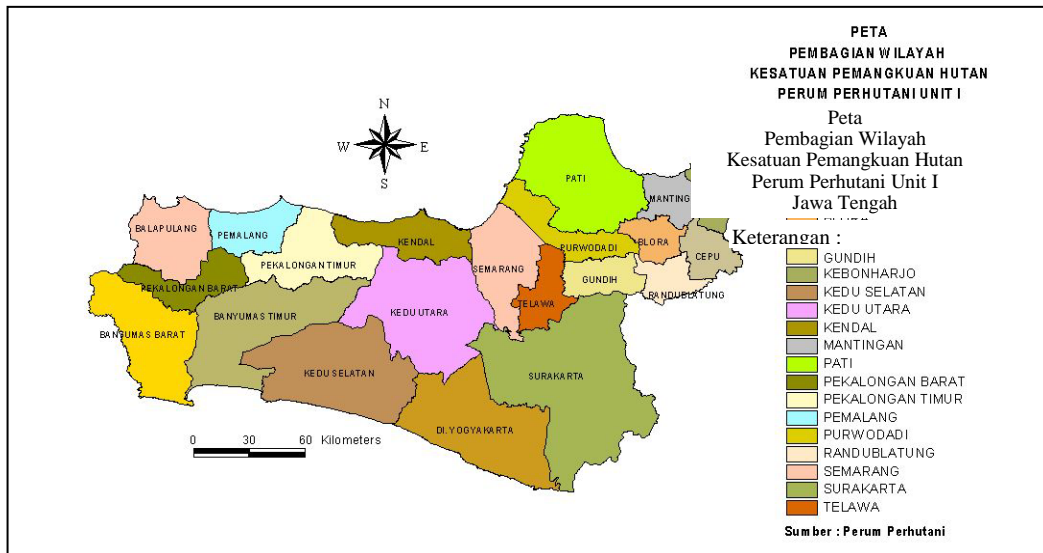 PETA
PEMBAGIAN WILAYAH
KESATUAN PEMANGKUAN HUTAN
PERUM PERHUTANI UNIT I
Peta
Pembagian Wilayah
Kesatuan Pemangkuan Hutan
Perum Perhutani Unit I
Jawa Tengah
Keterangan :
N
W E
S
PATI
MANTING
BALAPULANG
PEMALANG
KENDAL
PURWODADI
BLORA
CEPU
PEKALONGAN TIMUR
SEMARANG
GUNDIH
PEKALONGAN BARAT
RANDUBLATUNG
TELAWA
BANYUMAS TIMUR
KEDU UTARA
BANYUMAS BARAT
KEDU SELATAN
SURAKARTA
DI. YOGYAKARTA
0 30 60 Kilometers
GUNDIH
KEBONHARJO
KEDU SELATAN
KEDU UTARA
KENDAL
MANTINGAN
PATI
PEKALONGAN BARAT
PEKALONGAN TIMUR
PEMALANG
PURWODADI
RANDUBLATUNG
SEMARANG
SURAKARTA
TELAWA
Sumber : Perum Perhutani